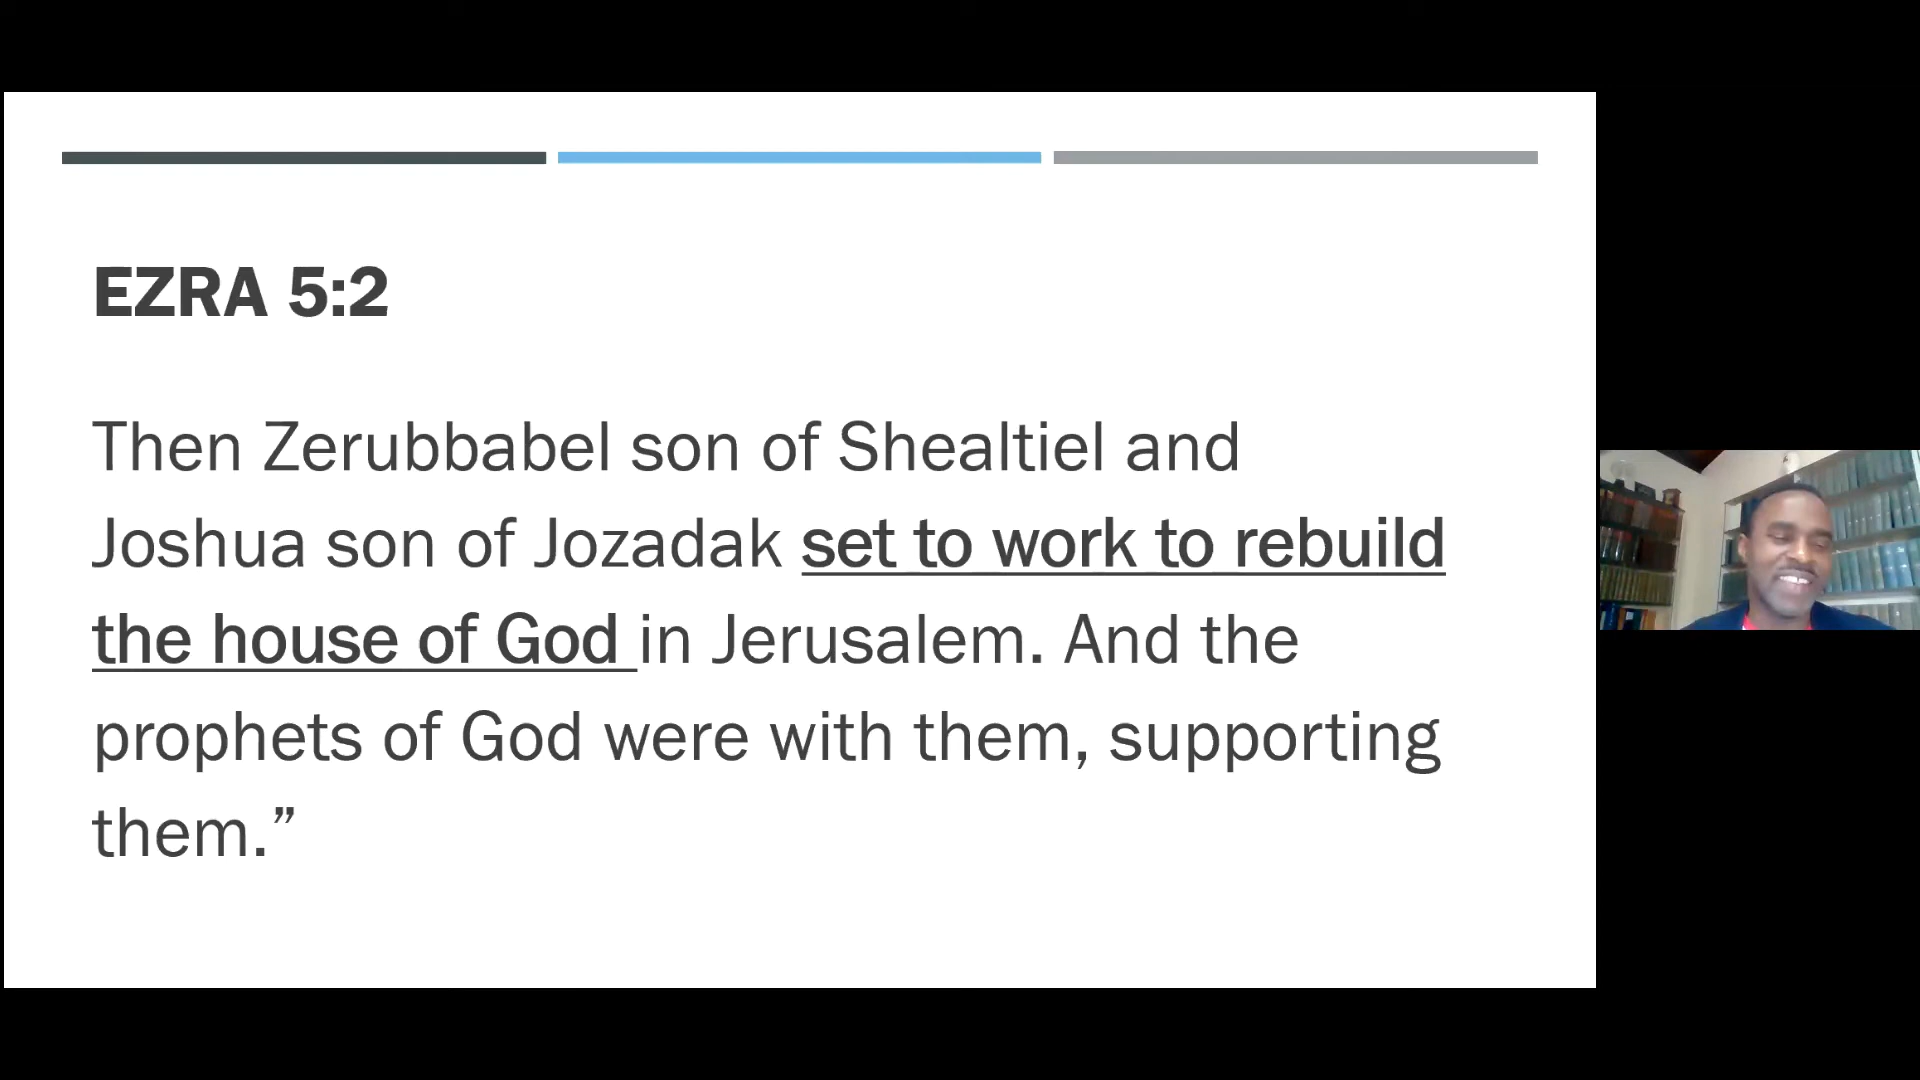 EZRA 5:2
Then Zerubbabel son of Shealtiel and
Joshua son of Jozadak set to work to rebuild
the house of God in Jerusalem. And the
prophets of God were with them, supporting
them.”